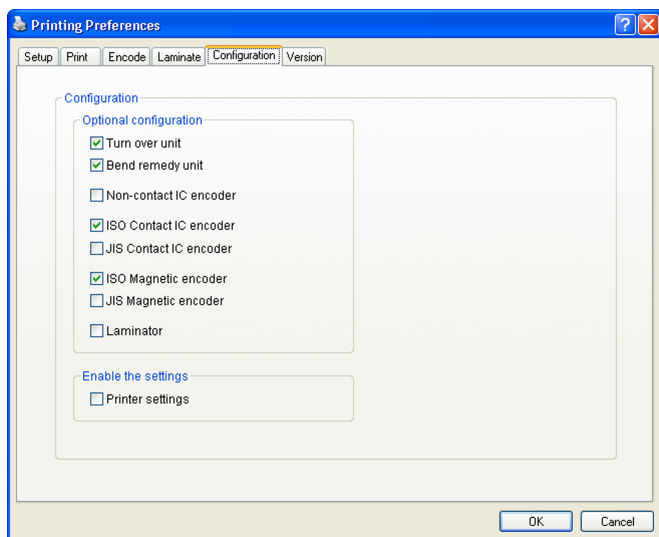 Printing Preferences
Setup Print Encode Laminate Configuration Version
Configuration
Optional configuration
Turn over unit
Bend remedy unit
Non-contact IC encoder
ISO Contact IC encoder
JIS Contact IC encoder
ISO Magnetic encoder
JIS Magnetic encoder
Laminator
Enable the settings
Printer settings
OK Cancel